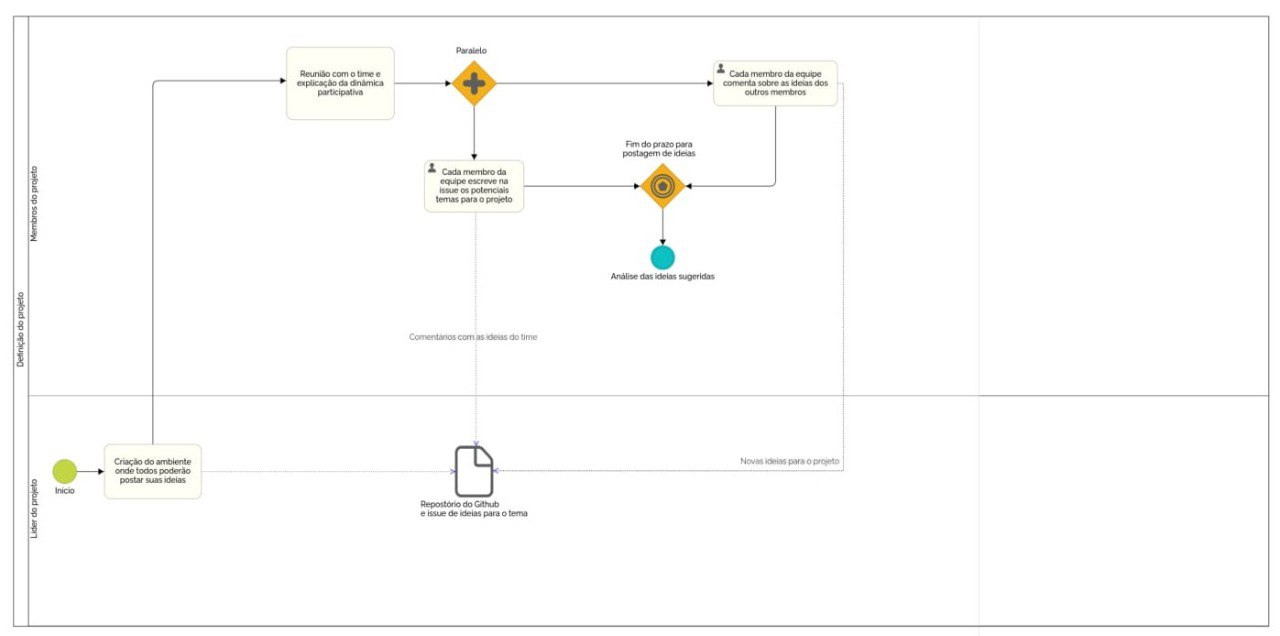 Definição do projeto
Membros do projeto
Reunião com o time e
explicação da dinâmica
participativa
Paralelo
Cada membro da equipe
comenta sobre as ideias dos
outros membros
Cada membro da
equipe escreve na
issue os potenciais
temas para o projeto
Fim do prazo para
postagem de ideias
Análise das ideias sugeridas
Comentários com as ideias do time
Líder do projeto
Início
Criação do ambiente
onde todos poderão
postar suas ideias
Repostório do Github
e issue de ideias para o tema
Novas ideias para o projeto